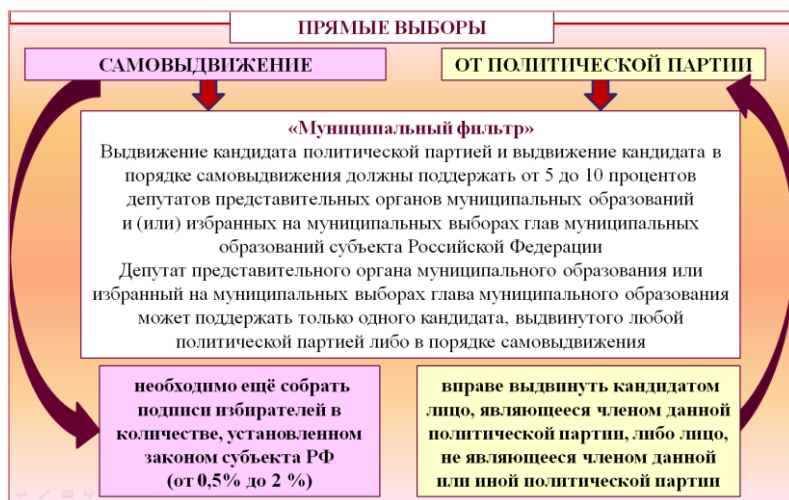 ПРЯМЫЕ ВЫБОРЫ
САМОВЫДВИЖЕНИЕ
ОТ ПОЛИТИЧЕСКОЙ ПАРТИИ
«Муниципальный фильтр»
Выдвижение кандидата политической партией и выдвижение кандидата в
порядке самовыдвижения должны поддержать от 5 до 10 процентов
депутатов представительных органов муниципальных образований
и (или) избранных на муниципальных выборах глав муниципальных
образований субъекта Российской Федерации
Депутат представительного органа муниципального образования или
избранный на муниципальных выборах глава муниципального образования
может поддержать только одного кандидата, выдвинутого любой
политической партией либо в порядке самовыдвижения
необходимо ещё собрать
подписи избирателей в
количестве, установленном
законом субъекта РФ
(от 0,5% до 2 %)
вправе выдвинуть кандидатом
лицо, являющееся членом данной
политической партии, либо лицо,
не являющееся членом данной
или иной политической партии